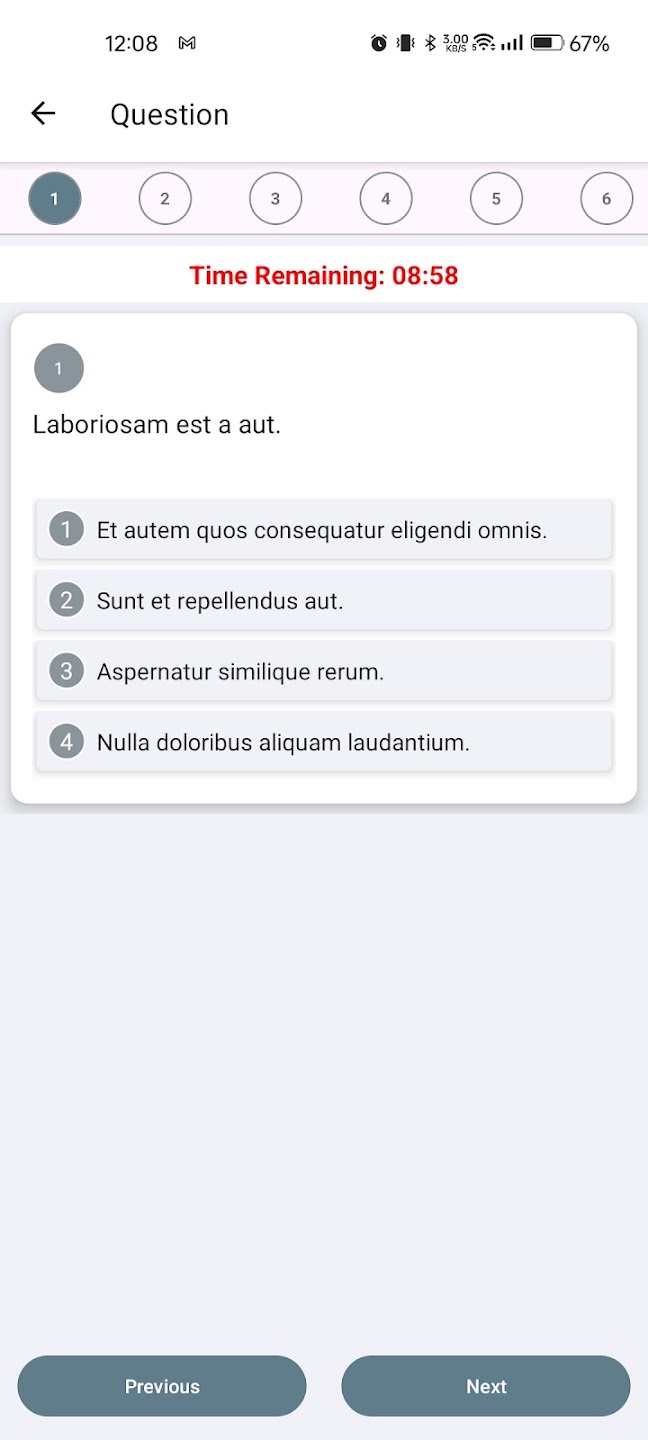 12:08 3.00 KB/S 5 67%
Question
1 2 3 4 5 6
Time Remaining: 08:58
1
Laboriosam est a aut.
1 Et autem quos consequatur eligendi omnis.
2 Sunt et repellendus aut.
3 Aspernatur similique rerum.
4 Nulla doloribus aliquam laudantium.
Previous Next